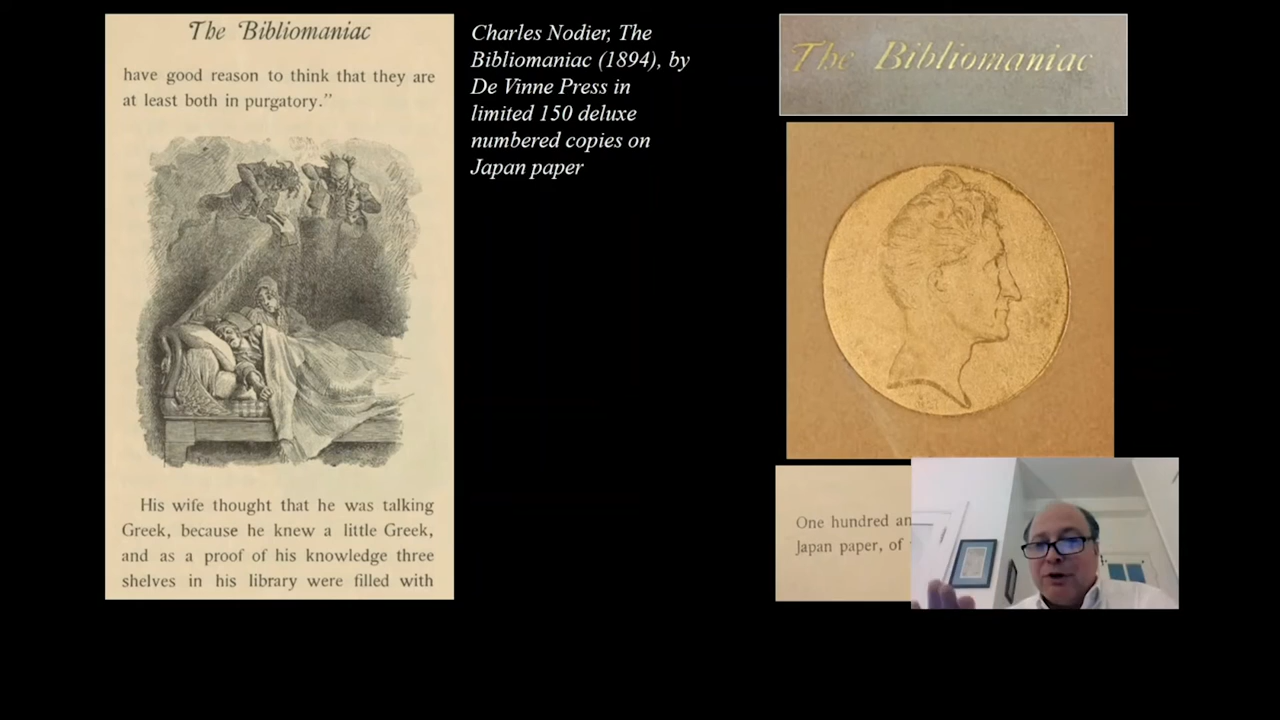 The Bibliomaniac
have good reason to think that they are
at least both in purgatory.”
His wife thought that he was talking
Greek, because he knew a little Greek,
and as a proof of his knowledge three
shelves in his library were filled with
Charles Nodier, The
Bibliomaniac (1894), by
De Vinne Press in
limited 150 deluxe
numbered copies on
Japan paper
The Bibliomaniac
One hundred an
Japan paper, of